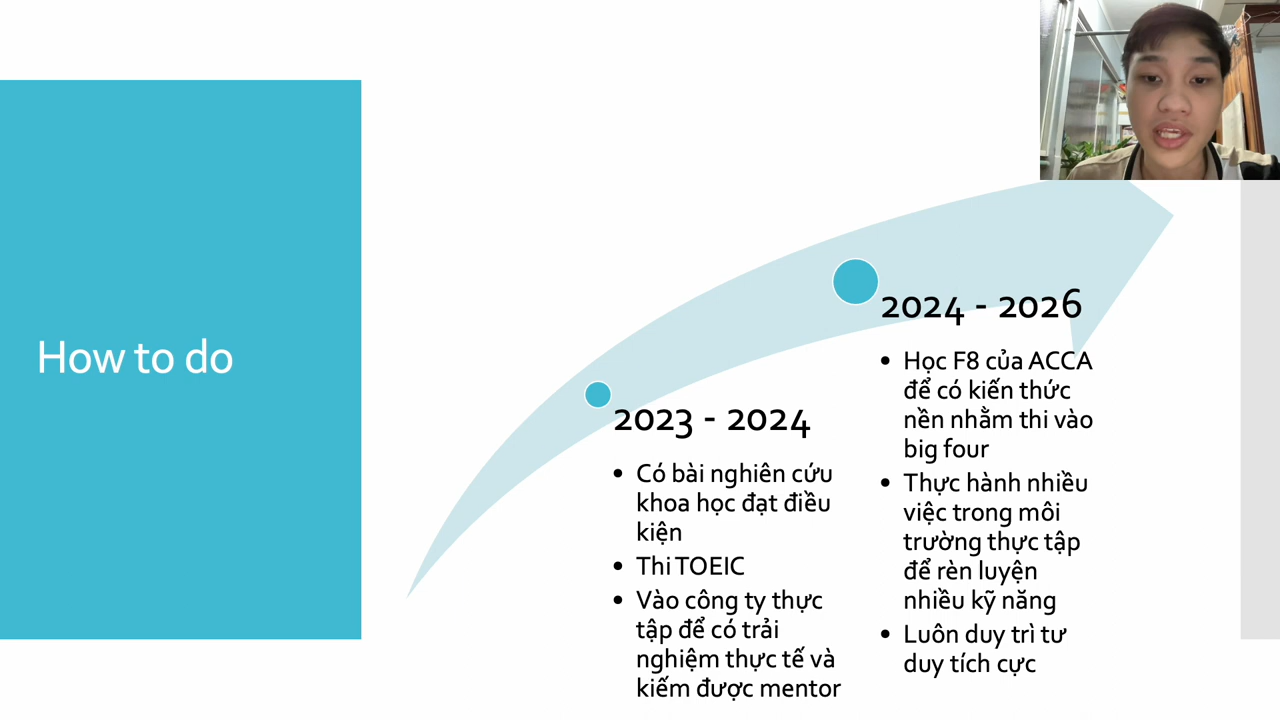 How to do
2023 - 2024
Có bài nghiên cứu
khoa học đạt điều
kiện
Thi TOEIC
Vào công ty thực
tập để có trải
nghiệm thực tế và
kiếm được mentor
2024 - 2026
Học F8 của ACCA
để có kiến thức
nền nhằm thi vào
big four
Thực hành nhiều
việc trong môi
trường thực tập
để rèn luyện
nhiều kỹ năng
Luôn duy trì tư
duy tích cực